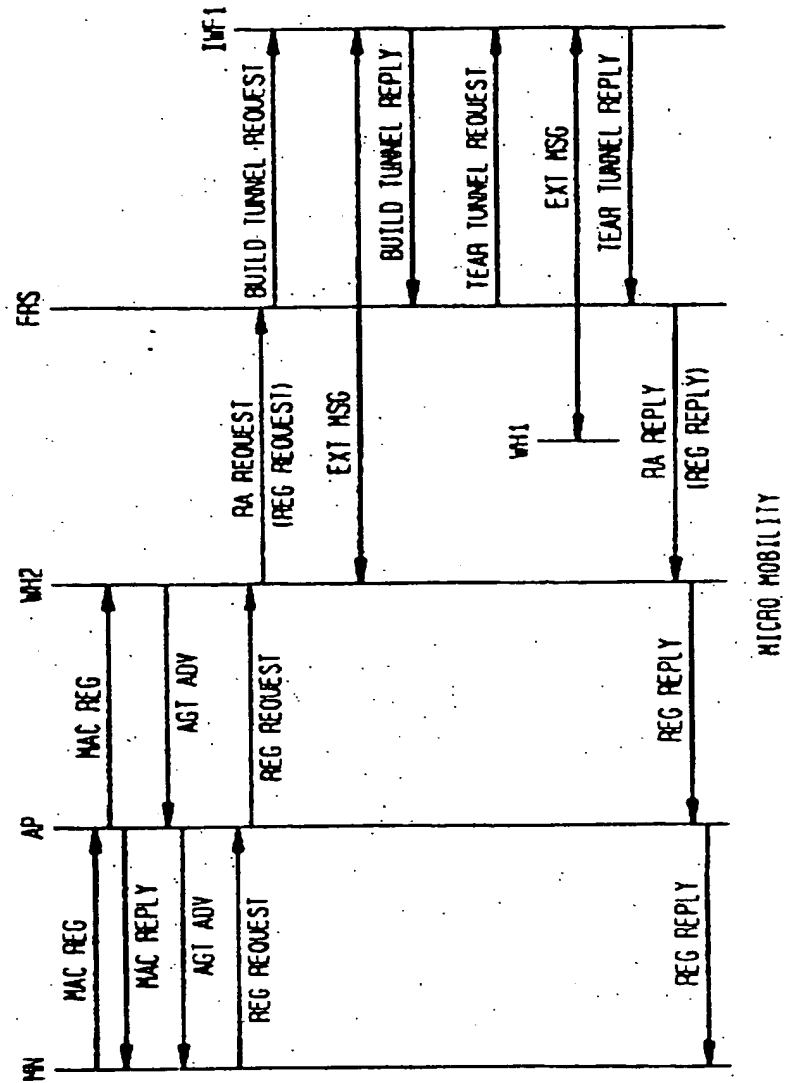 MN
AP
WH2
FRS
IWF1
MAC REG
MAC REG
MAC REPLY
AGT ADV
AGT ADV
REG REQUEST
REG REQUEST
RA REQUEST
(REG REQUEST)
BUILD TUNNEL REQUEST
EXT MSG
BUILD TUNNEL REPLY
TEAR TUNNEL REQUEST
EXT MSG
WH1
TEAR TUNNEL REPLY
RA REPLY
(REG REPLY)
REG REPLY
REG REPLY
MICRO MOBILITY